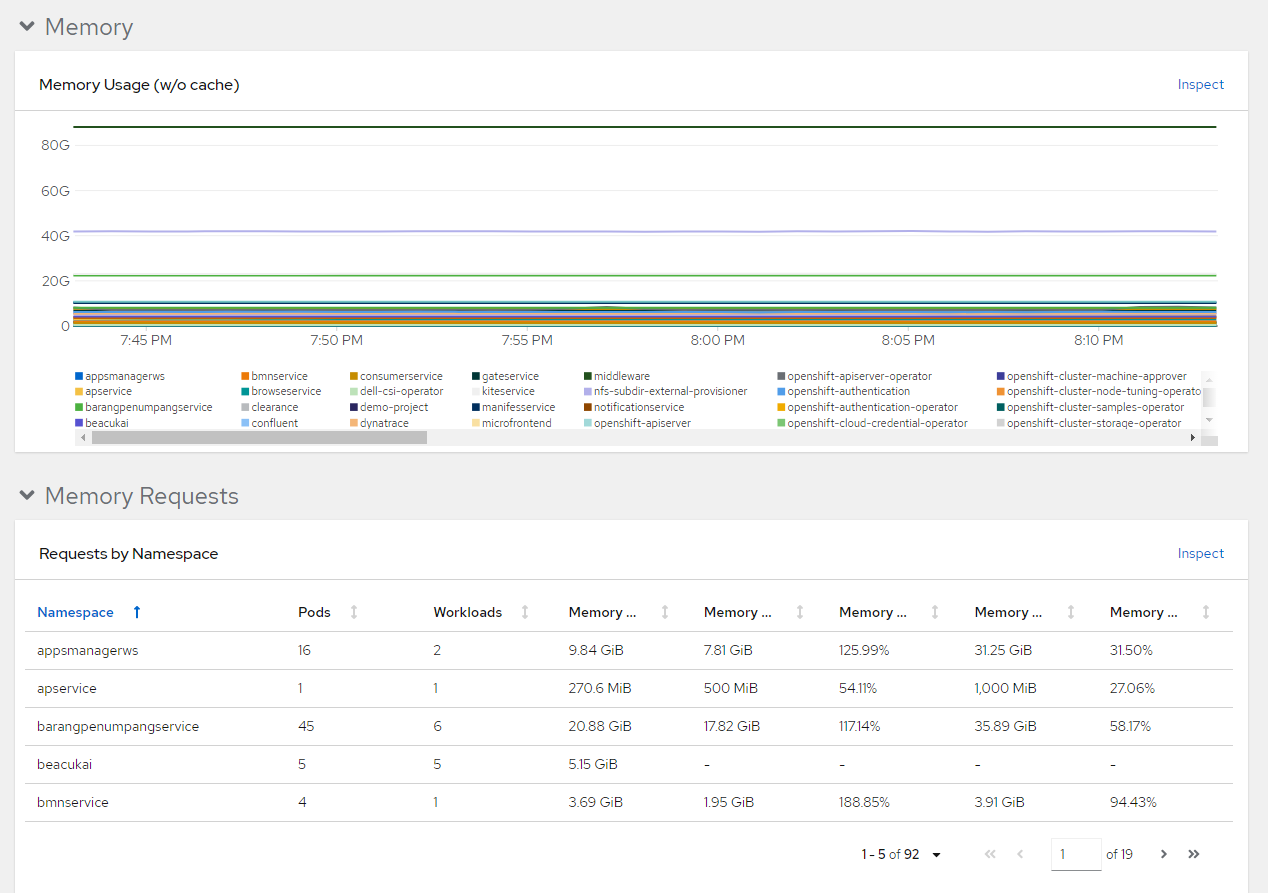 Memory
Memory Usage (w/o cache) Inspect
80G
60G
40G
20G
0
7:45 PM 7:50 PM 7:55 PM 8:00 PM 8:05 PM 8:10 PM
appsmanagerws bmnservice consumerservice gateservice middleware openshift-apiserver-operator openshift-cluster-machine-approver
apservice browseservice dell-csi-operator kiteservice nfs-subdir-external-provisioner openshift-authentication openshift-cluster-node-tuning-operato
barangpenumpangservice clearance demo-project manifesservice notificationservice openshift-authentication-operator openshift-cluster-samples-operator
beacukai confluent dynatrace microfrontend openshift-apiserver openshift-cloud-credential-operator openshift-cluster-storage-operator
Memory Requests
Requests by Namespace Inspect
Namespace Pods Workloads Memory ... Memory ... Memory ... Memory ... Memory ...
appsmanagerws 16 2 9.84 GiB 7.81 GiB 125.99% 31.25 GiB 31.50%
apservice 1 1 270.6 MiB 500 MiB 54.11% 1,000 MiB 27.06%
barangpenumpangservice 45 6 20.88 GiB 17.82 GiB 117.14% 35.89 GiB 58.17%
beacukai 5 5 5.15 GiB - - - -
bmnservice 4 1 3.69 GiB 1.95 GiB 188.85% 3.91 GiB 94.43%
1 - 5 of 92 1 of 19